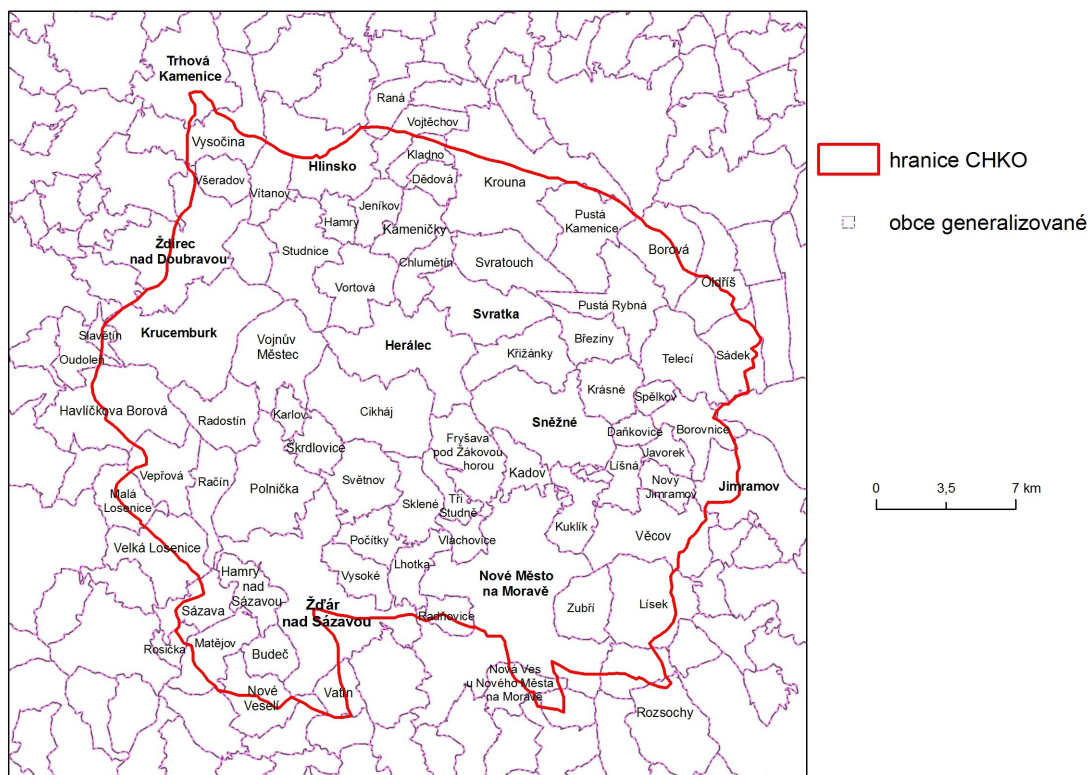 Trhová
Kamenice
Raná
Vojtěchov
Vysočina
Hlinsko
Kladno
Všeradov
Vítanov
Dědová
Krouna
Jeníkov
Hamry
Kameničky
Pustá
Kamenice
Ždírec
nad Doubravou
Studnice
Chlumětín
Svratouch
Borová
Oldříš
Vortová
Pustá Rybná
Slavětín
Krucemburk
Svratka
Oudoleň
Vojnův
Městec
Herálec
Křižánky
Březiny
Telecí
Sádek
Krásné
Spělkov
Havlíčkova Borová
Radostín
Karlov
Cikháj
Sněžné
Daňkovice
Borovnice
Škrdlovice
Fryšava
pod Žákovou
horou
Javorek
Líšná
Kadov
Vepřová
Račín
Polnička
Světnov
Nový
Jimramov
Jimramov
Malá
Losenice
Sklené
Tři
Studně
Kuklík
Věcov
Velká Losenice
Počítky
Vlachovice
Lhotka
Vysoké
Hamry
nad
Sázavou
Nové Město
na Moravě
Sázava
Žďár
nad Sázavou
Radňovice
Zubří
Lísek
Rosička
Matějov
Budeč
Nové
Veselí
Vatín
Nová Ves
u Nového Města
na Moravě
Rozsochy
hranice CHKO
obce generalizované
0 3,5 7 km